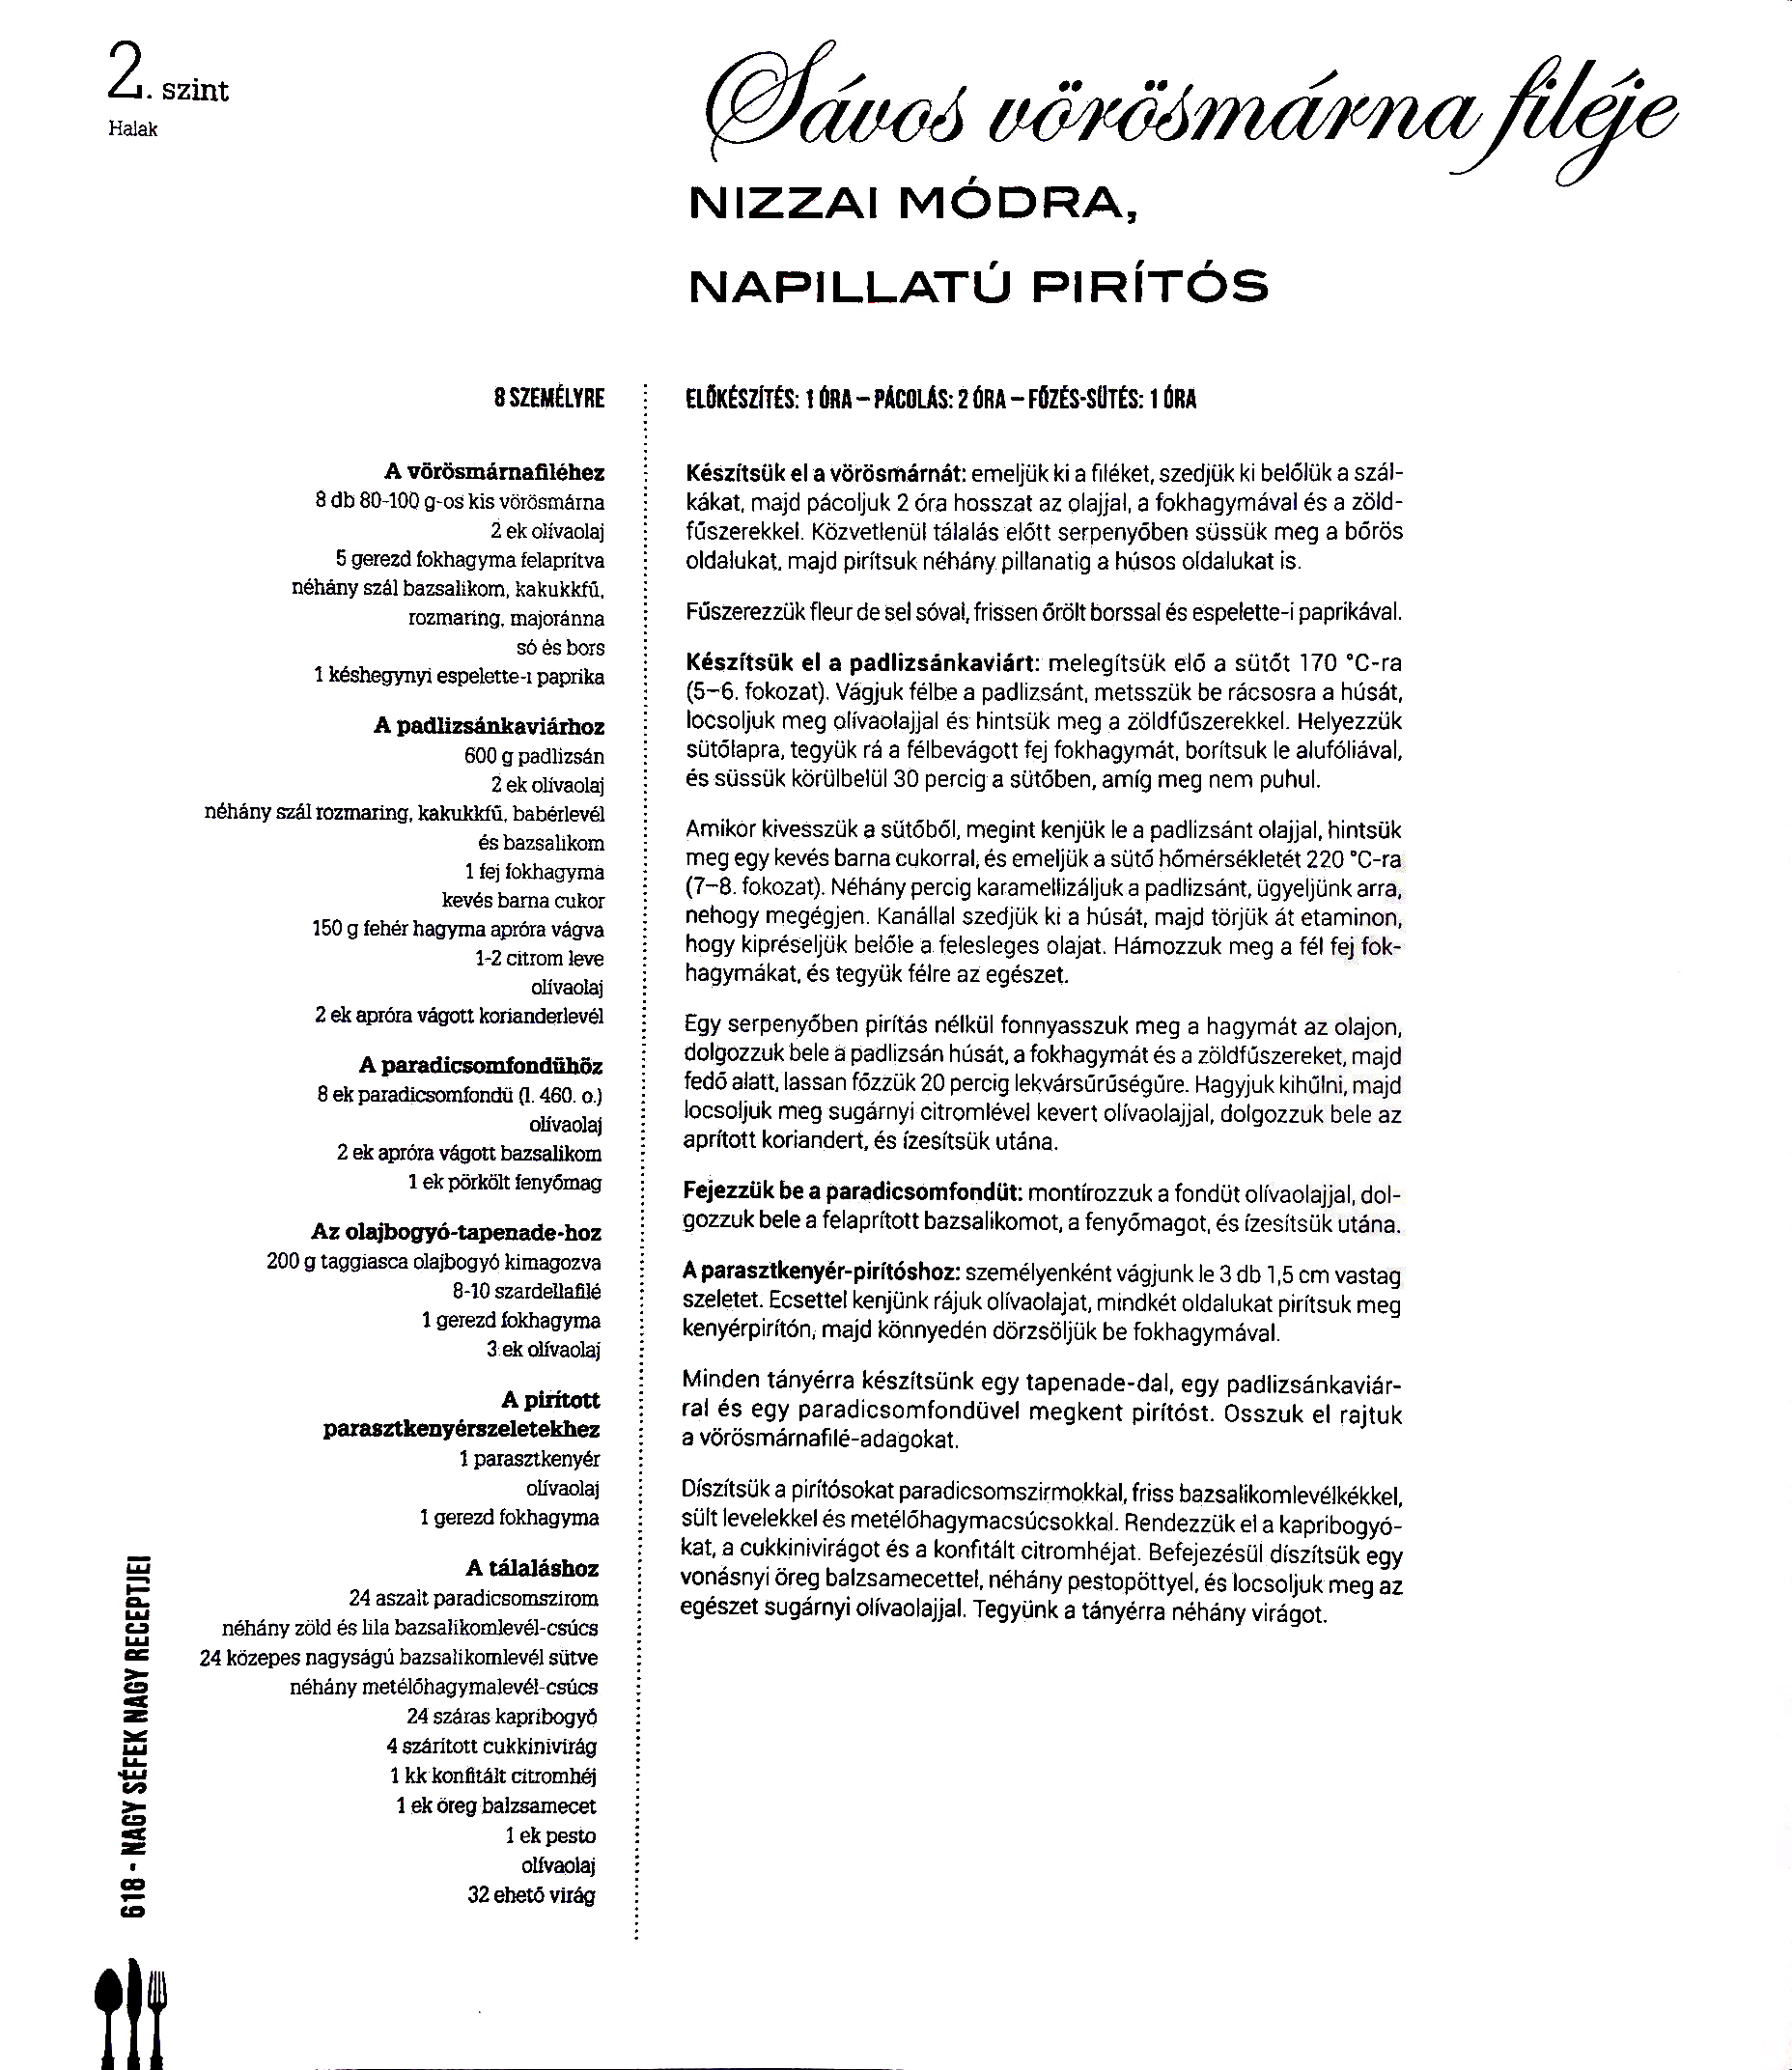 2. szint
Halak
Sávos vörösmárna filéje
NIZZAI MÓDRA,
NAPILLATÚ PIRÍTÓS
8 SZEMÉLYRE
A vörösmárnafiléhez
8 db 80-100 g-os kis vörösmárna
2 ek olívaolaj
5 gerezd fokhagyma felaprítva
néhány szál bazsalikom, kakukkfű,
rozmaring, majoránna
só és bors
1 késhegynyi espelette-i paprika
A padlizsánkaviárhoz
600 g padlizsán
2 ek olívaolaj
néhány szál rozmaring, kakukkfű, babérlevél
és bazsalikom
1 fej fokhagyma
kevés barna cukor
150 g fehér hagyma apróra vágva
1-2 citrom leve
olívaolaj
2 ek apróra vágott korianderlevél
A paradicsomfondühöz
8 ek paradicsomfondü (l. 460. o.)
olívaolaj
2 ek apróra vágott bazsalikom
1 ek pörkölt fenyőmag
Az olajbogyó-tapenade-hoz
200 g taggiasca olajbogyó kimagozva
8-10 szardellafilé
1 gerezd fokhagyma
3 ek olívaolaj
A pirított
parasztkenyérszeletekhez
1 parasztkenyér
olívaolaj
1 gerezd fokhagyma
A tálaláshoz
24 aszalt paradicsomszirom
néhány zöld és lila bazsalikomlevél-csúcs
24 közepes nagyságú bazsalikomlevél sütve
néhány metélőhagymalevél-csúcs
24 száras kapribogyó
4 szárított cukkinivirág
1 kk konfitált citromhéj
1 ek öreg balzsamecet
1 ek pesto
olívaolaj
32 ehető virág
ELŐKÉSZÍTÉS: 1 ÓRA – PÁCOLÁS: 2 ÓRA – FŐZÉS-SÜTÉS: 1 ÓRA
Készítsük el a vörösmárnát: emeljük ki a filéket, szedjük ki belőlük a szál-
kákat, majd pácoljuk 2 óra hosszat az olajjal, a fokhagymával és a zöld-
fűszerekkel. Közvetlenül tálalás előtt serpenyőben süssük meg a bőrös
oldalukat, majd pirítsuk néhány pillanatig a húsos oldalukat is.
Fűszerezzük fleur de sel sóval, frissen őrölt borssal és espelette-i paprikával.
Készítsük el a padlizsánkaviárt: melegítsük elő a sütőt 170 °C-ra
(5–6. fokozat). Vágjuk félbe a padlizsánt, metsszük be rácsosra a húsát,
locsoljuk meg olívaolajjal és hintsük meg a zöldfűszerekkel. Helyezzük
sütőlapra, tegyük rá a félbevágott fej fokhagymát, borítsuk le alufóliával,
és süssük körülbelül 30 percig a sütőben, amíg meg nem puhul.
Amikor kivesszük a sütőből, megint kenjük le a padlizsánt olajjal, hintsük
meg egy kevés barna cukorral, és emeljük a sütő hőmérsékletét 220 °C-ra
(7–8. fokozat). Néhány percig karamellizáljuk a padlizsánt, ügyeljünk arra,
nehogy megégjen. Kanállal szedjük ki a húsát, majd törjük át etaminon,
hogy kipréseljük belőle a felesleges olajat. Hámozzuk meg a fél fej fok-
hagymákat, és tegyük félre az egészet.
Egy serpenyőben pirítás nélkül fonnyasszuk meg a hagymát az olajon,
dolgozzuk bele a padlizsán húsát, a fokhagymát és a zöldfűszereket, majd
fedő alatt, lassan főzzük 20 percig lekvársűrűségűre. Hagyjuk kihűlni, majd
locsoljuk meg sugárnyi citromlével kevert olívaolajjal, dolgozzuk bele az
aprított koriandert, és ízesítsük utána.
Fejezzük be a paradicsomfondüt: montírozzuk a fondüt olívaolajjal, dol-
gozzuk bele a felaprított bazsalikomot, a fenyőmagot, és ízesítsük utána.
A parasztkenyér-pirítóshoz: személyenként vágjunk le 3 db 1,5 cm vastag
szeletet. Ecsettel kenjünk rájuk olívaolajat, mindkét oldalukat pirítsuk meg
kenyérpirítón, majd könnyedén dörzsöljük be fokhagymával.
Minden tányérra készítsünk egy tapenade-dal, egy padlizsánkaviár-
ral és egy paradicsomfondüvel megkent pirítóst. Osszuk el rajtuk
a vörösmárnafilé-adagokat.
Díszítsük a pirítósokat paradicsomszirmokkal, friss bazsalikomlevélkékkel,
sült levelekkel és metélőhagymacsúcsokkal. Rendezzük el a kapribogyó-
kat, a cukkinivirágot és a konfitált citromhéjat. Befejezésül díszítsük egy
vonásnyi öreg balzsamecettel, néhány pestopöttyel, és locsoljuk meg az
egészet sugárnyi olívaolajjal. Tegyünk a tányérra néhány virágot.
618 - NAGY SÉFEK NAGY RECEPTJEI